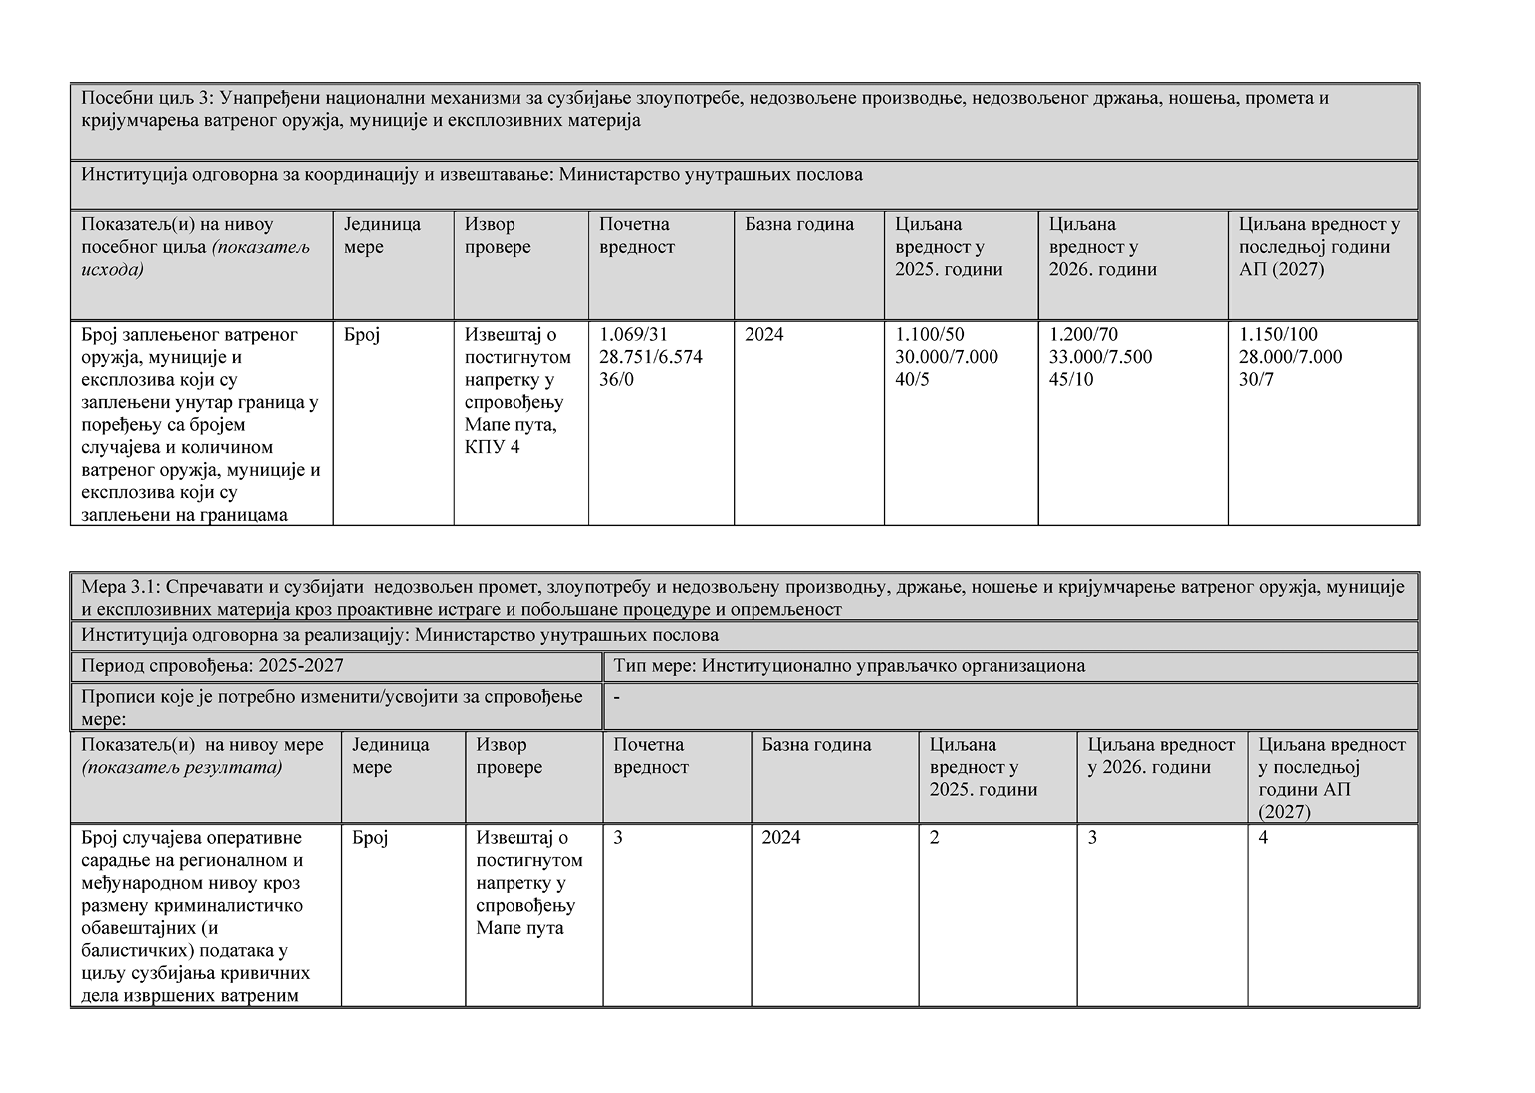 Посебни циљ 3: Унапређени национални механизми за сузбијање злоупотребе, недозвољене производње, недозвољеног држања, ношења, промета и
кријумчарења ватреног оружја, муниције и експлозивних материја
Институција одговорна за координацију и извештавање: Министарство унутрашњих послова
Показатељ(и) на нивоу
посебног циља (показатељ
исхода)
Јединица
мере
Извор
провере
Почетна
вредност
Базна година
Циљана
вредност у
2025. години
Циљана
вредност у
2026. години
Циљана вредност у
последњој години
АП (2027)
Број заплењеног ватреног
оружја, муниције и
експлозива који су
заплењени унутар граница у
поређењу са бројем
случајева и количином
ватреног оружја, муниције и
експлозива који су
заплењени на границама
Број
Извештај о
постигнутом
напретку у
спровођењу
Мапе пута,
КПУ 4
1.069/31
28.751/6.574
36/0
2024
1.100/50
30.000/7.000
40/5
1.200/70
33.000/7.500
45/10
1.150/100
28.000/7.000
30/7
Мера 3.1: Спречавати и сузбијати  недозвољен промет, злоупотребу и недозвољену производњу, држање, ношење и кријумчарење ватреног оружја, муниције
и експлозивних материја кроз проактивне истраге и побољшане процедуре и опремљеност
Институција одговорна за реализацију: Министарство унутрашњих послова
Период спровођења: 2025-2027
Тип мере: Институционално управљачко организациона
Прописи које је потребно изменити/усвојити за спровођење
мере:
-
Показатељ(и)  на нивоу мере
(показатељ резултата)
Јединица
мере
Извор
провере
Почетна
вредност
Базна година
Циљана
вредност у
2025. години
Циљана вредност
у 2026. години
Циљана вредност
у последњој
години АП
(2027)
Број случајева оперативне
сарадње на регионалном и
међународном нивоу кроз
размену криминалистичко
обавештајних (и
балистичких) података у
циљу сузбијања кривичних
дела извршених ватреним
Број
Извештај о
постигнутом
напретку у
спровођењу
Мапе пута
3
2024
2
3
4